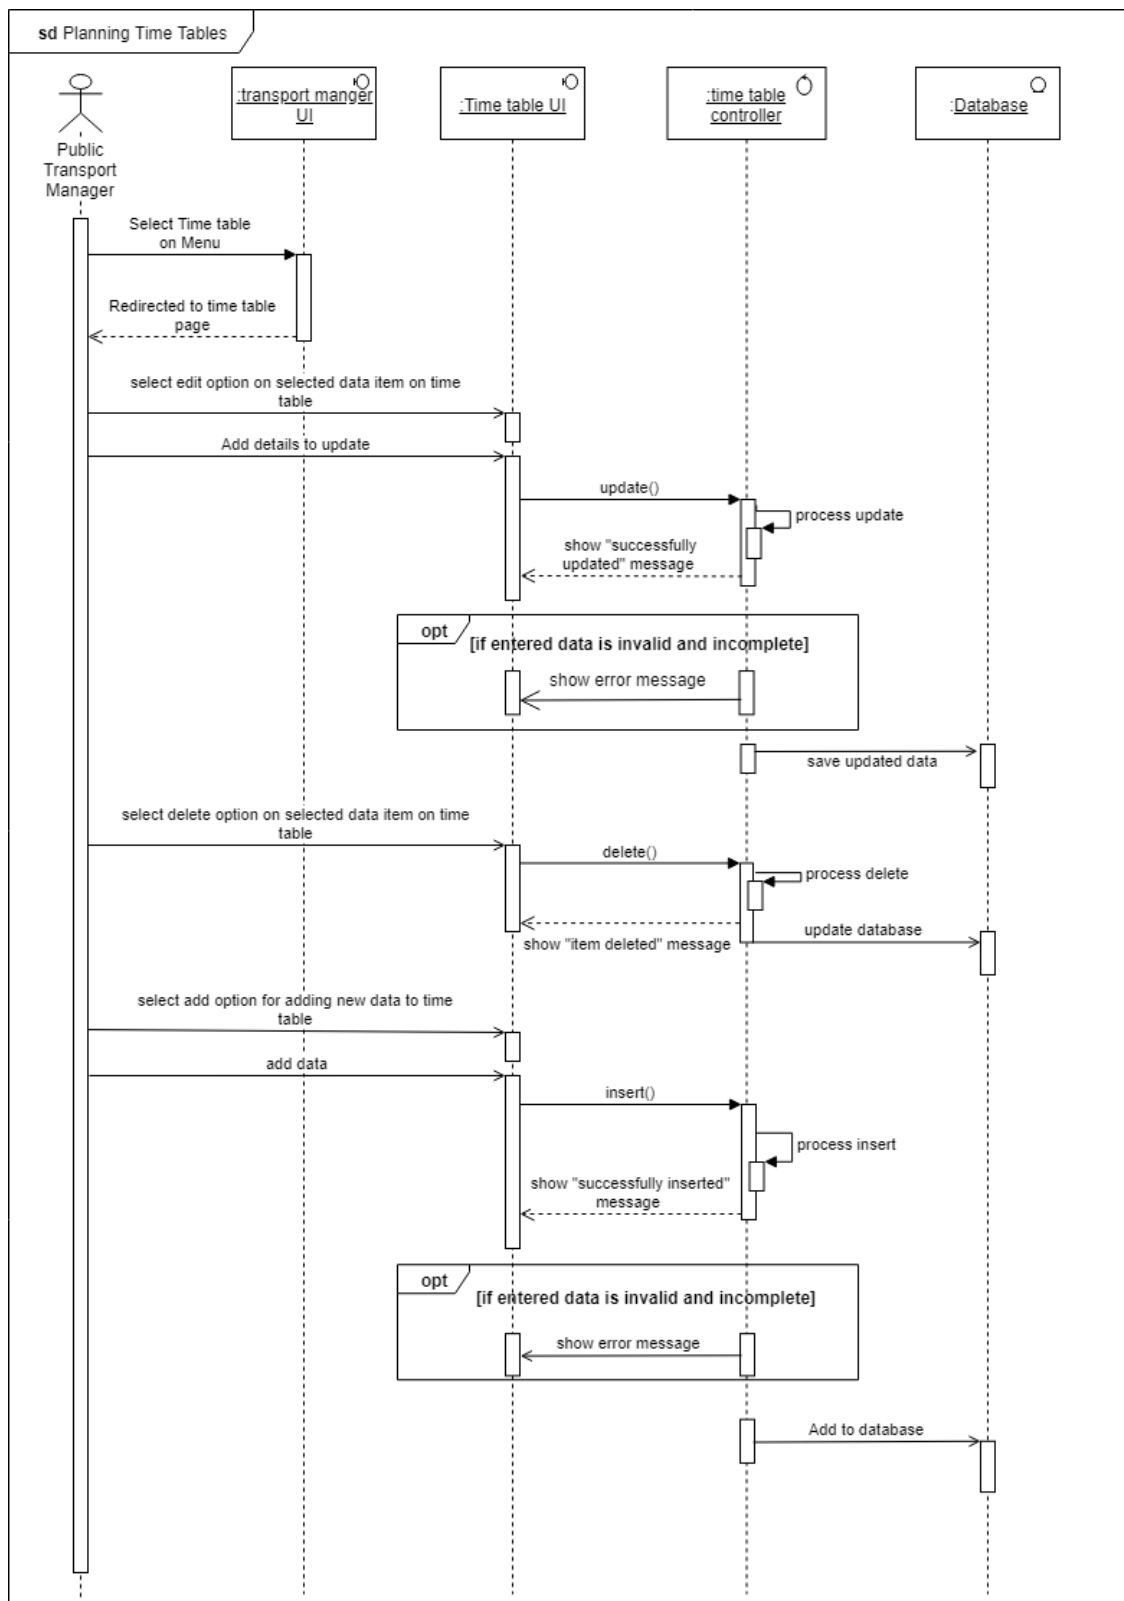 sd Planning Time Tables
:transport manger
UI
:Time table UI
:time table
controller
:Database
Public
Transport
Manager
Select Time table
on Menu
Redirected to time table
page
select edit option on selected data item on time
table
Add details to update
update()
process update
show "successfully
updated" message
opt
[if entered data is invalid and incomplete]
show error message
save updated data
select delete option on selected data item on time
table
delete()
process delete
update database
show "item deleted" message
select add option for adding new data to time
table
add data
insert()
process insert
show "successfully inserted"
message
opt
[if entered data is invalid and incomplete]
show error message
Add to database